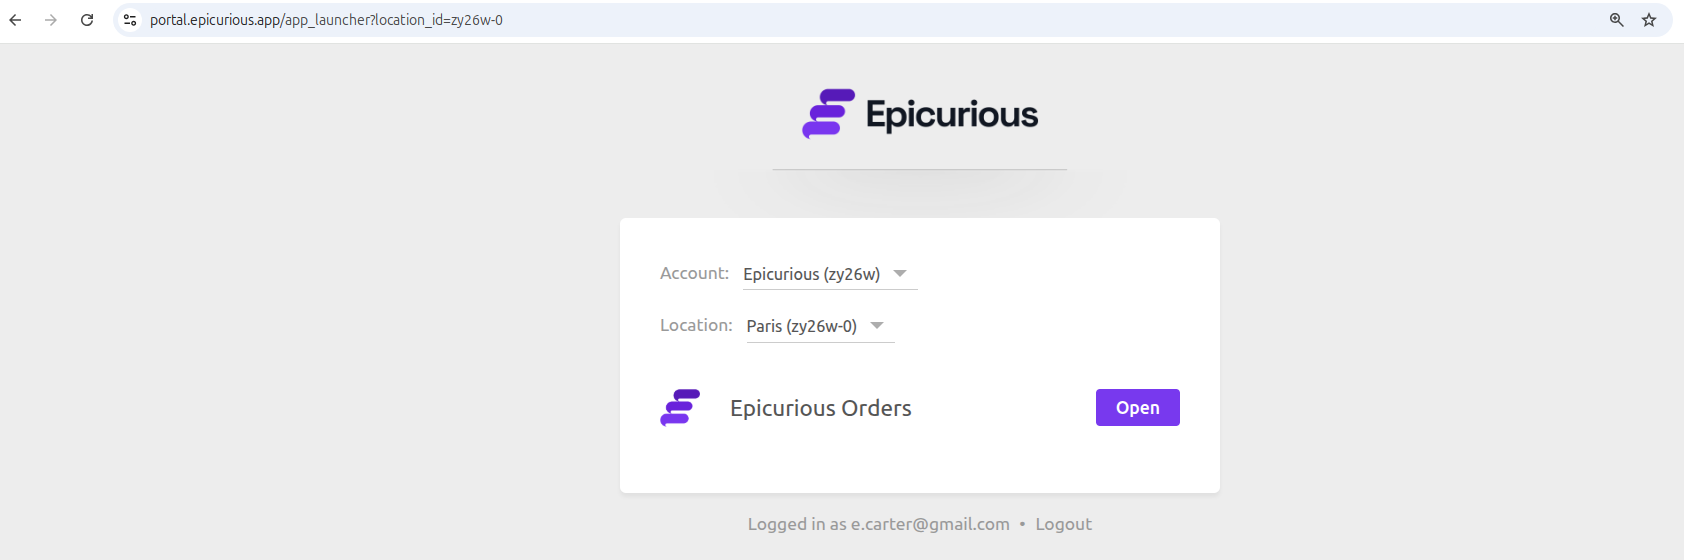 portal.epicurious.app/app_launcher?location_id=zy26w-0
Epicurious
Account: Epicurious (zy26w)
Location: Paris (zy26w-0)
Epicurious Orders Open
Logged in as e.carter@gmail.com • Logout